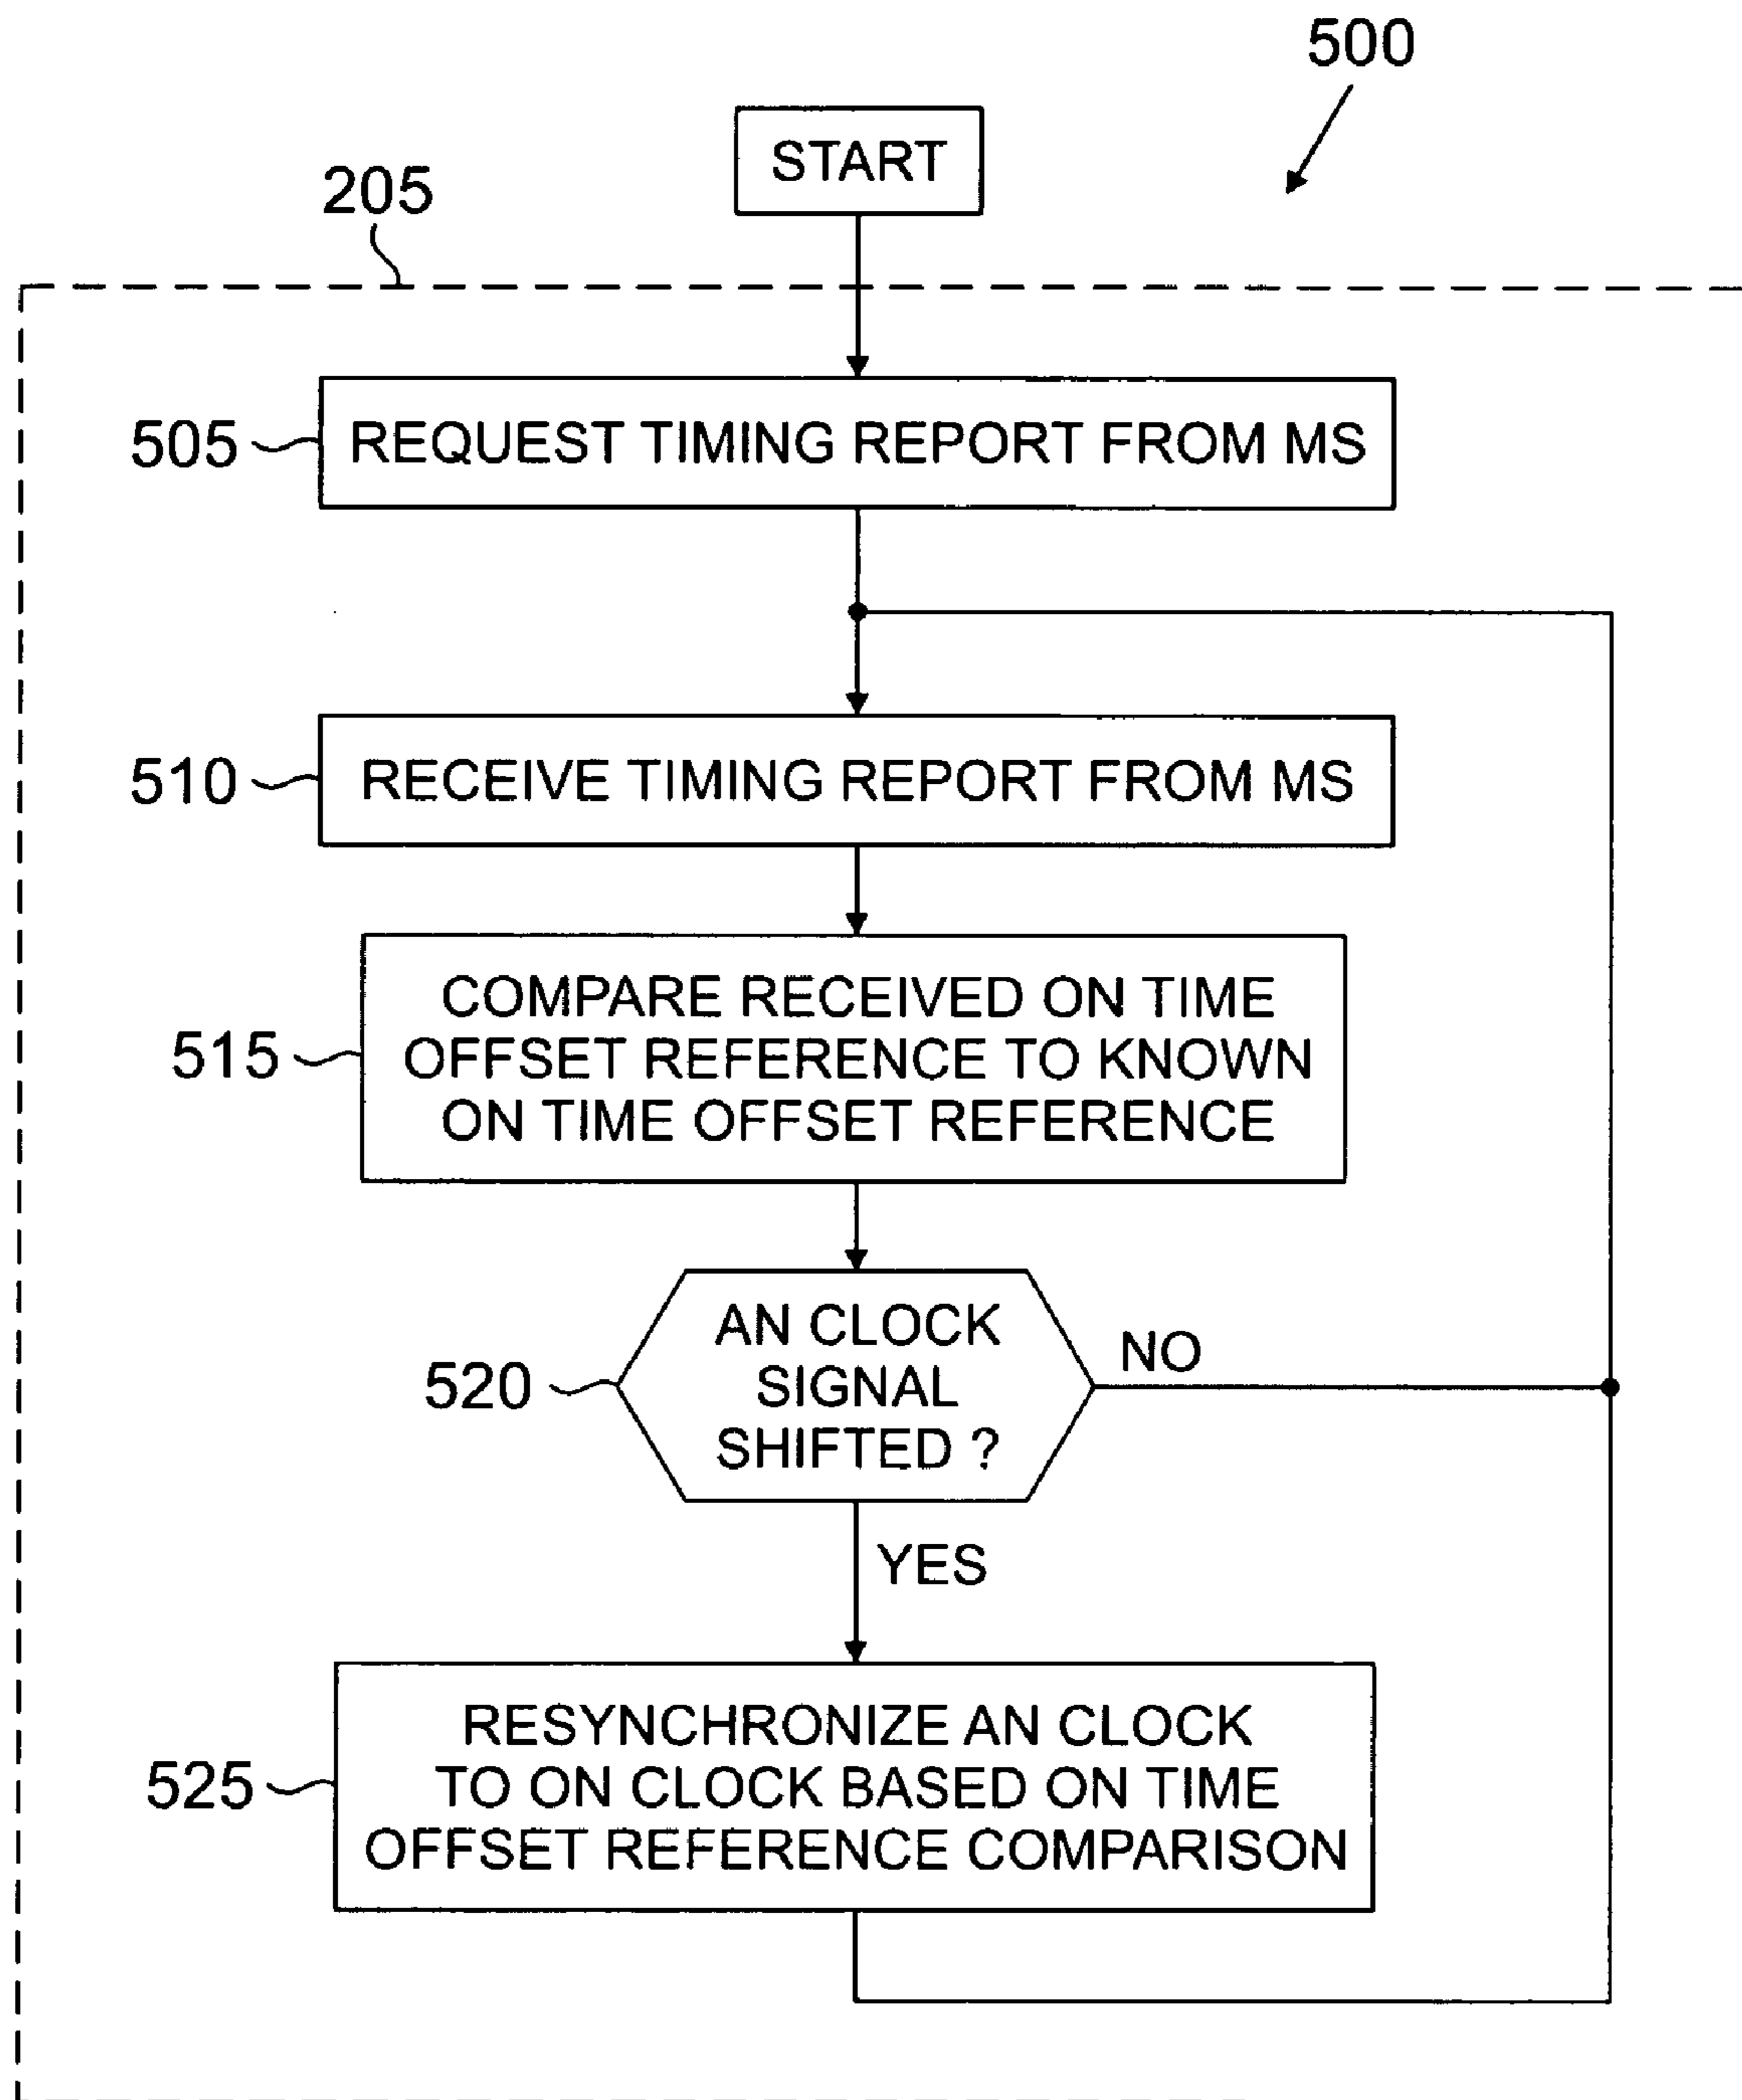 500
START
205
505
REQUEST TIMING REPORT FROM MS
510
RECEIVE TIMING REPORT FROM MS
515
COMPARE RECEIVED ON TIME
OFFSET REFERENCE TO KNOWN
ON TIME OFFSET REFERENCE
520
AN CLOCK
SIGNAL
SHIFTED ?
NO
YES
525
RESYNCHRONIZE AN CLOCK
TO ON CLOCK BASED ON TIME
OFFSET REFERENCE COMPARISON